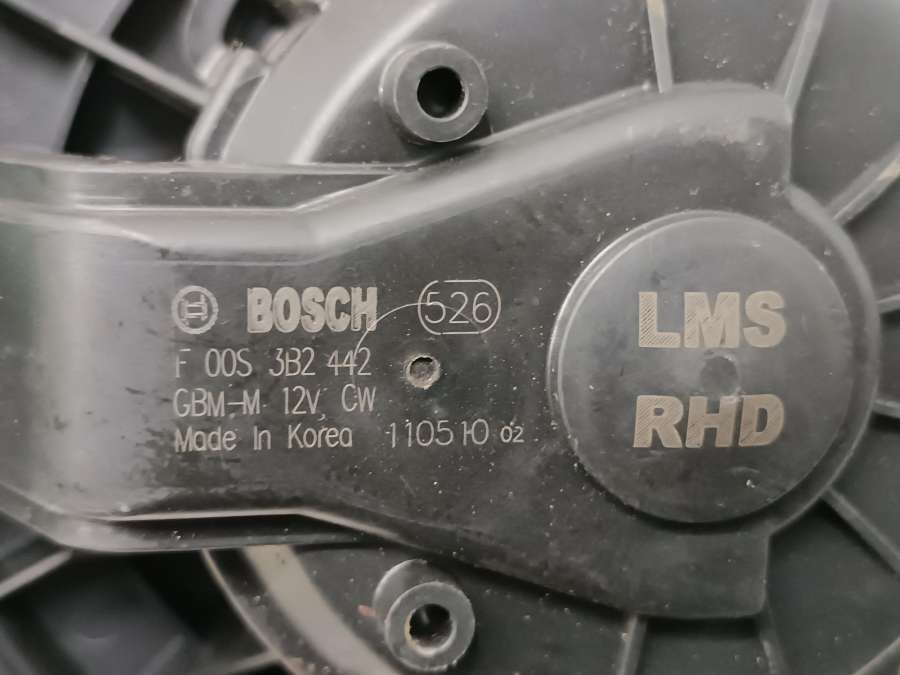 BOSCH 526
F 00S 3B2 442
GBM-M 12V, CW
Made In Korea 110510 02
LMS
RHD